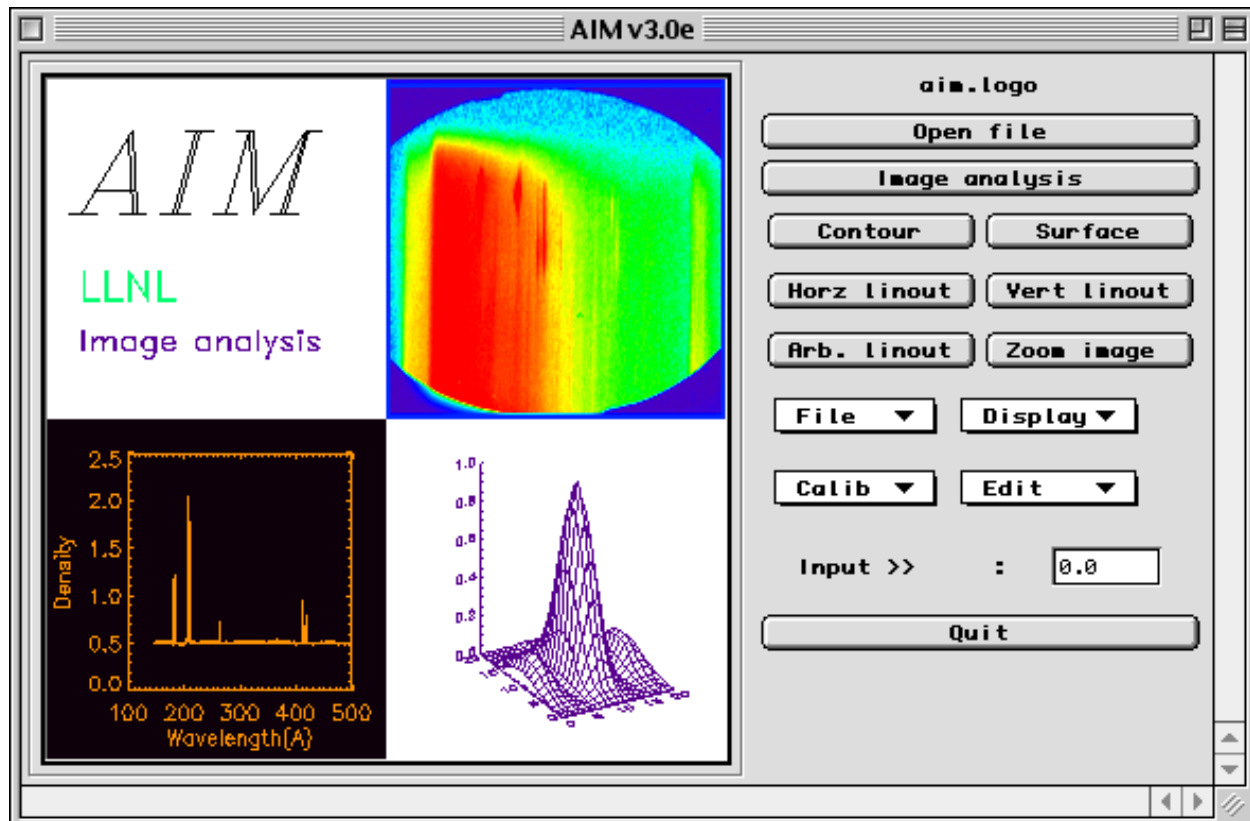 AIM v3.0e
AIM
LLNL
Image analysis
2.5
2.0
1.5
1.0
0.5
0.0
Density
100 200 300 400 500
Wavelength(A)
1.0
0.8
0.6
0.4
0.2
0.0
aim.logo
Open file
Image analysis
Contour Surface
Horz linout Vert linout
Arb. linout Zoom image
File Display
Calib Edit
Input >> : 0.0
Quit